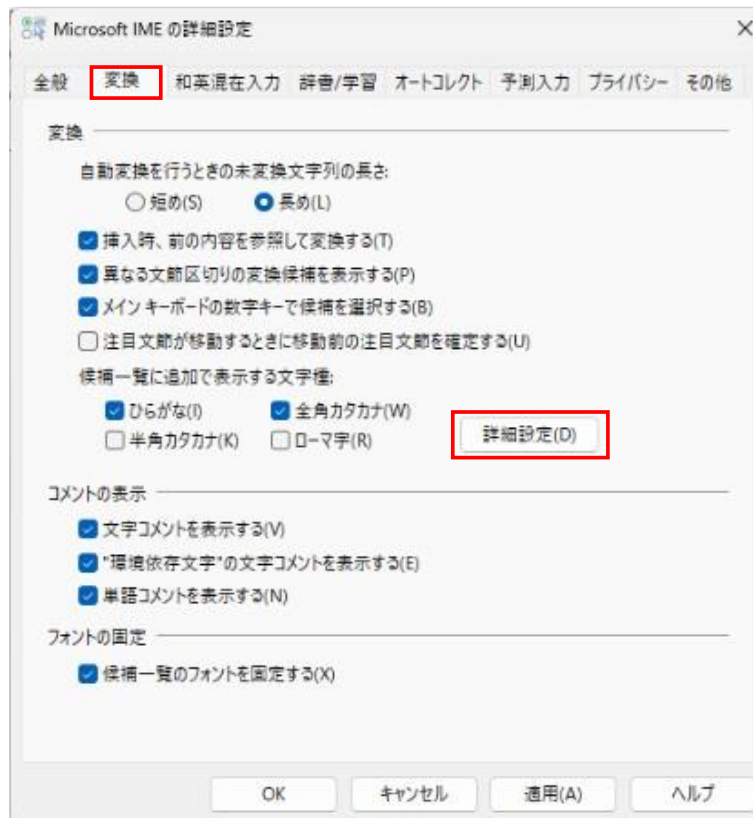 Microsoft IME の詳細設定
全般 変換 和英混在入力 辞書/学習 オートコレクト 予測入力 プライバシー その他
変換
自動変換を行うときの未変換文字列の長さ:
短め(S) 長め(L)
挿入時、前の内容を参照して変換する(T)
異なる文節区切りの変換候補を表示する(P)
メイン キーボードの数字キーで候補を選択する(B)
注目文節が移動するときに移動前の注目文節を確定する(U)
候補一覧に追加で表示する文字種:
ひらがな(I) 全角カタカナ(W)
半角カタカナ(K) ローマ字(R) 詳細設定(D)
コメントの表示
文字コメントを表示する(V)
"環境依存文字"の文字コメントを表示する(E)
単語コメントを表示する(N)
フォントの固定
候補一覧のフォントを固定する(X)
OK キャンセル 適用(A) ヘルプ